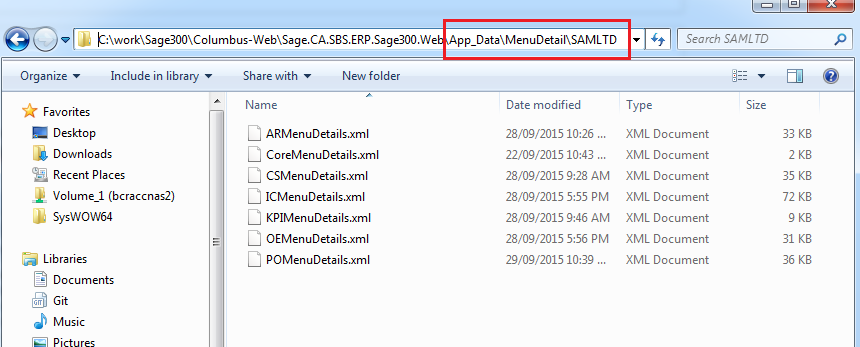 C:\work\Sage300\Columbus-Web\Sage.CA.SBS.ERP.Sage300.Web\App_Data\MenuDetail\SAMLTD Search SAMLTD
Organize Include in library Share with New folder
Favorites
Desktop
Downloads
Recent Places
Volume_1 (bcraccnas2)
SysWOW64
Libraries
Documents
Git
Music
Pictures
Name Date modified Type Size
ARMenuDetails.xml 28/09/2015 10:26 ... XML Document 33 KB
CoreMenuDetails.xml 22/09/2015 10:43 ... XML Document 2 KB
CSMenuDetails.xml 28/09/2015 9:28 AM XML Document 35 KB
ICMenuDetails.xml 28/09/2015 5:55 PM XML Document 72 KB
KPIMenuDetails.xml 28/09/2015 9:46 AM XML Document 9 KB
OEMenuDetails.xml 28/09/2015 5:56 PM XML Document 31 KB
POMenuDetails.xml 29/09/2015 10:39 ... XML Document 36 KB